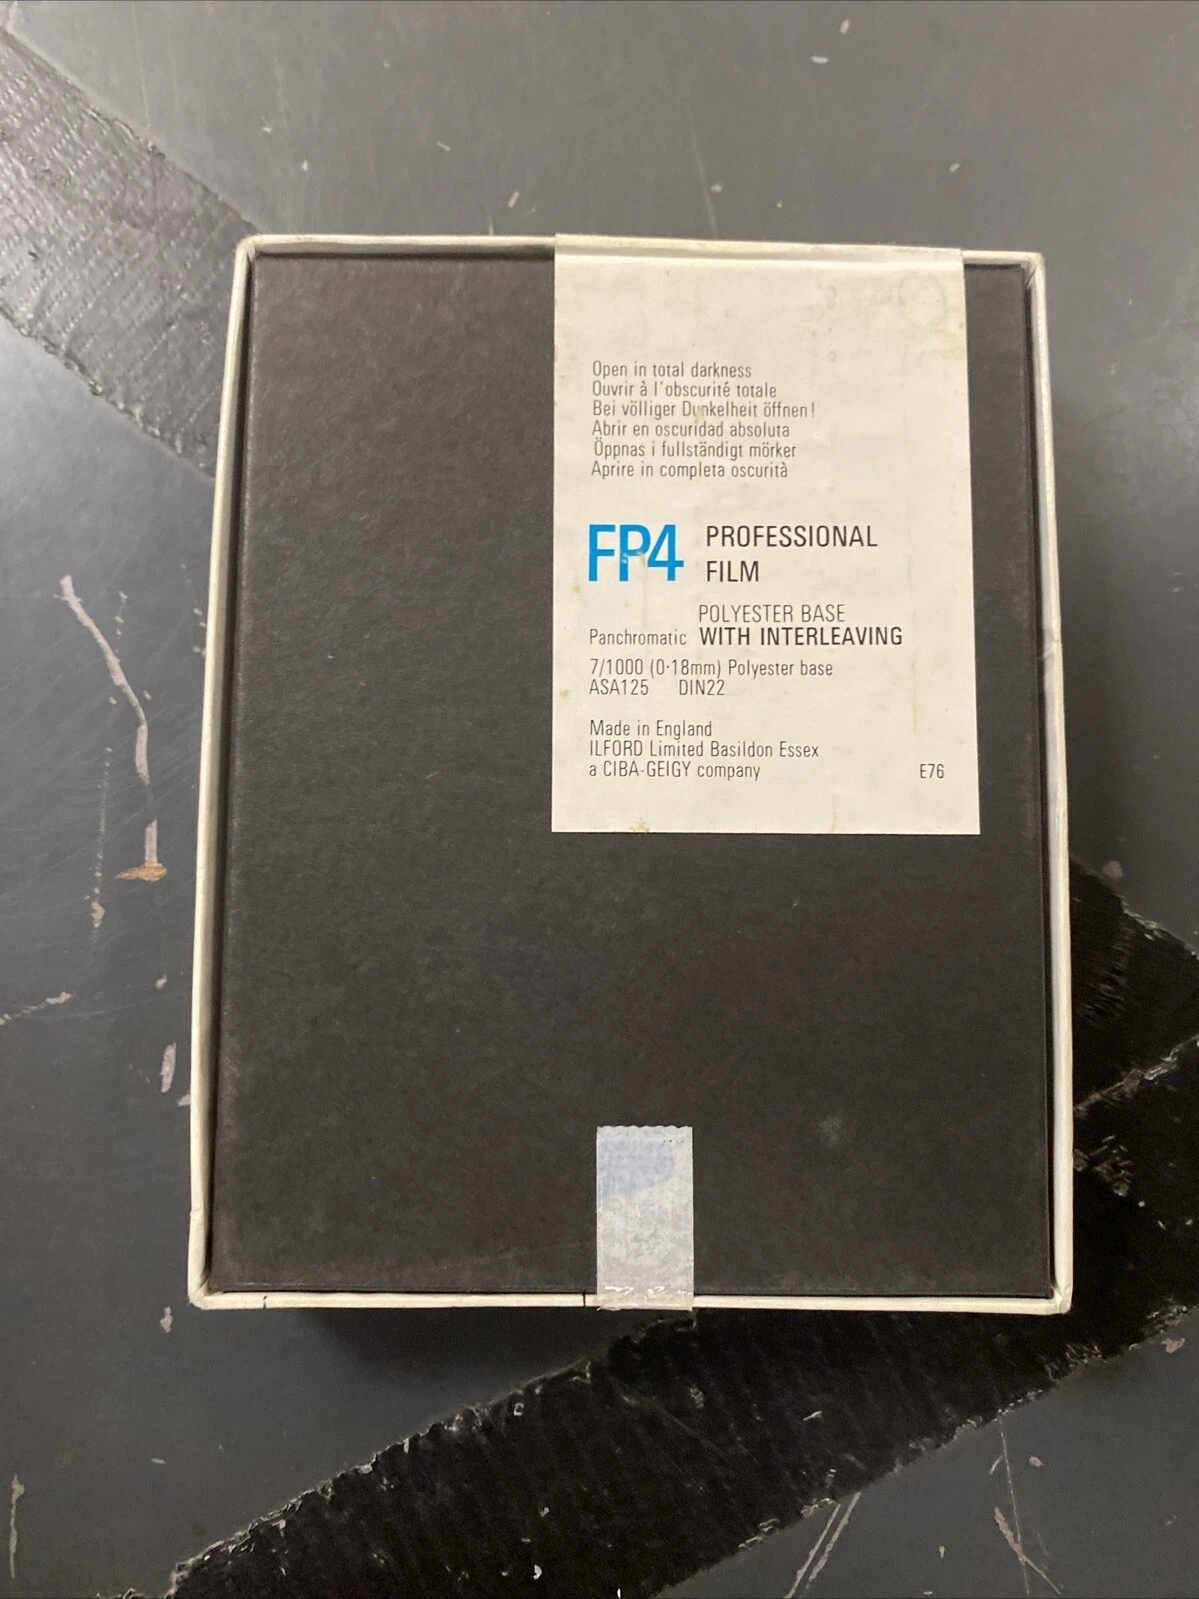 Open in total darkness
Ouvrir à l'obscurité totale
Bei völliger Dunkelheit öffnen!
Abrir en oscuridad absoluta
Öppnas i fullständigt mörker
Aprire in completa oscurità
FP4 PROFESSIONAL
FILM
POLYESTER BASE
Panchromatic WITH INTERLEAVING
7/1000 (0·18mm) Polyester base
ASA125 DIN22
Made in England
ILFORD Limited Basildon Essex
a CIBA-GEIGY company E76